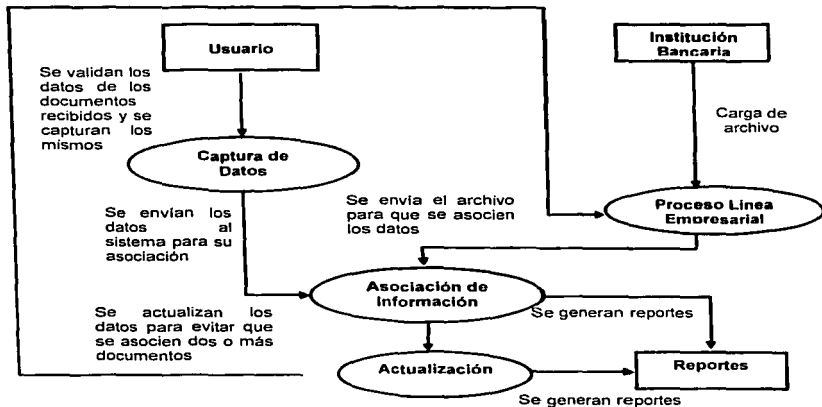 Usuario
Institución
Bancaria
Se validan los
datos de los
documentos
recibidos y se
capturan los
mismos
Carga de
archivo
Captura de
Datos
Se envían los
datos al
sistema para su
asociación
Se envía el archivo
para que se asocien
los datos
Proceso Línea
Empresarial
Asociación de
Información
Se actualizan los
datos para evitar que
se asocien dos o más
documentos
Se generan reportes
Actualización
Reportes
Se generan reportes